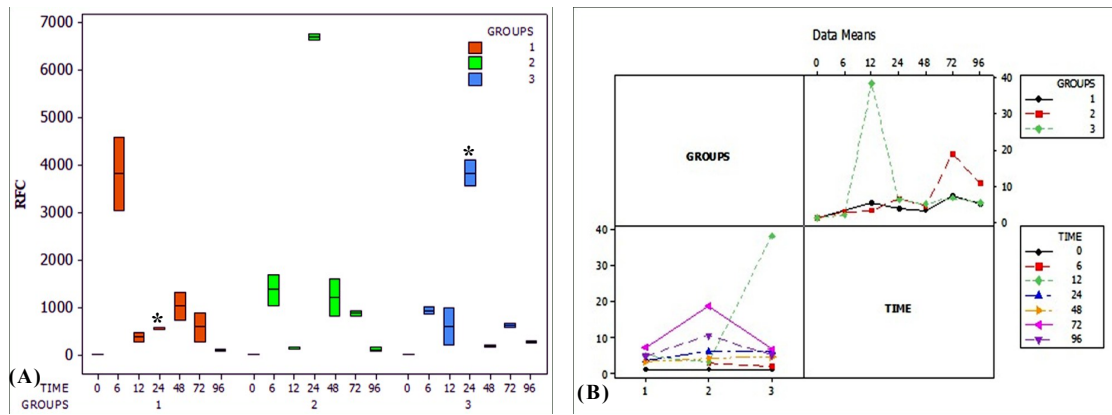 7000
6000
5000
4000
3000
2000
1000
0
RFC
GROUPS
1
2
3
*
*
(A)
TIME 0 6 12 24 48 72 96 0 6 12 24 48 72 96 0 6 12 24 48 72 96
GROUPS 1 2 3
Data Means
0 6 12 24 48 72 96
GROUPS
40
30
20
10
0
GROUPS
1
2
3
40
30
20
10
0
TIME
TIME
0
6
12
24
48
72
96
(B)
1 2 3